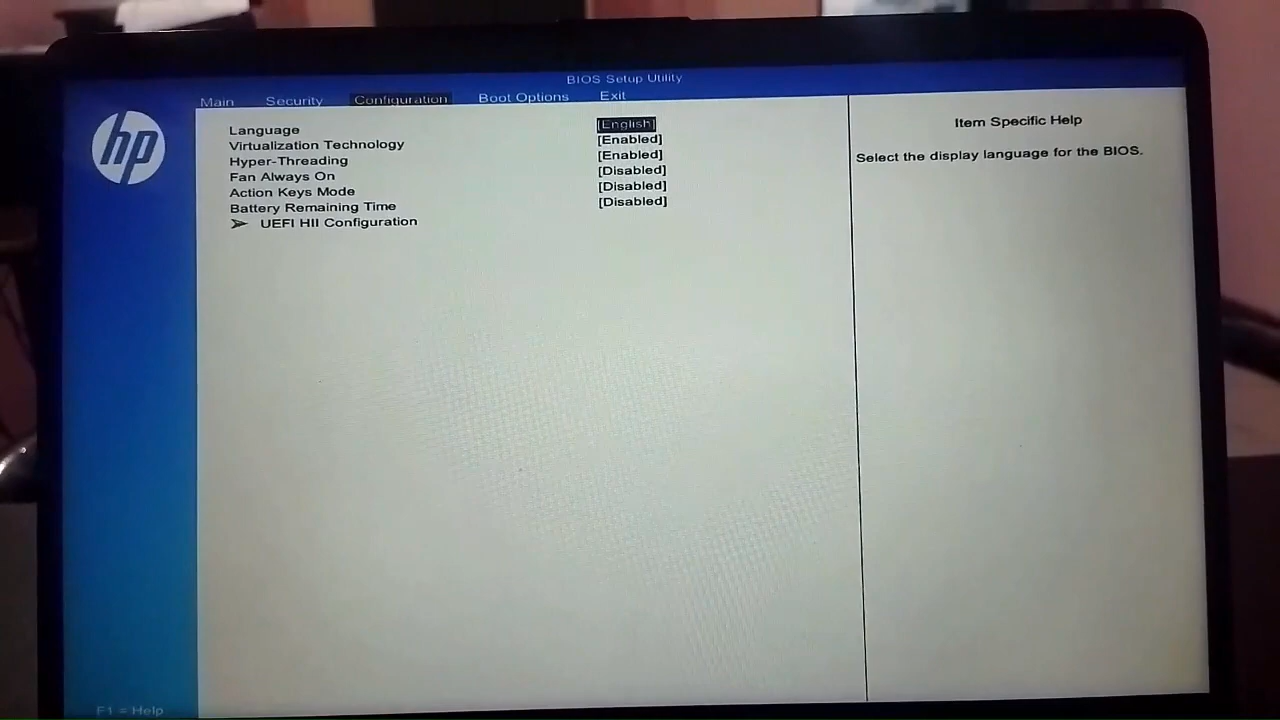 BIOS Setup Utility
Main Security Configuration Boot Options Exit
hp
Language [English]
Virtualization Technology [Enabled]
Hyper-Threading [Enabled]
Fan Always On [Disabled]
Action Keys Mode [Disabled]
Battery Remaining Time [Disabled]
UEFI HII Configuration
Item Specific Help
Select the display language for the BIOS.
F1 = Help